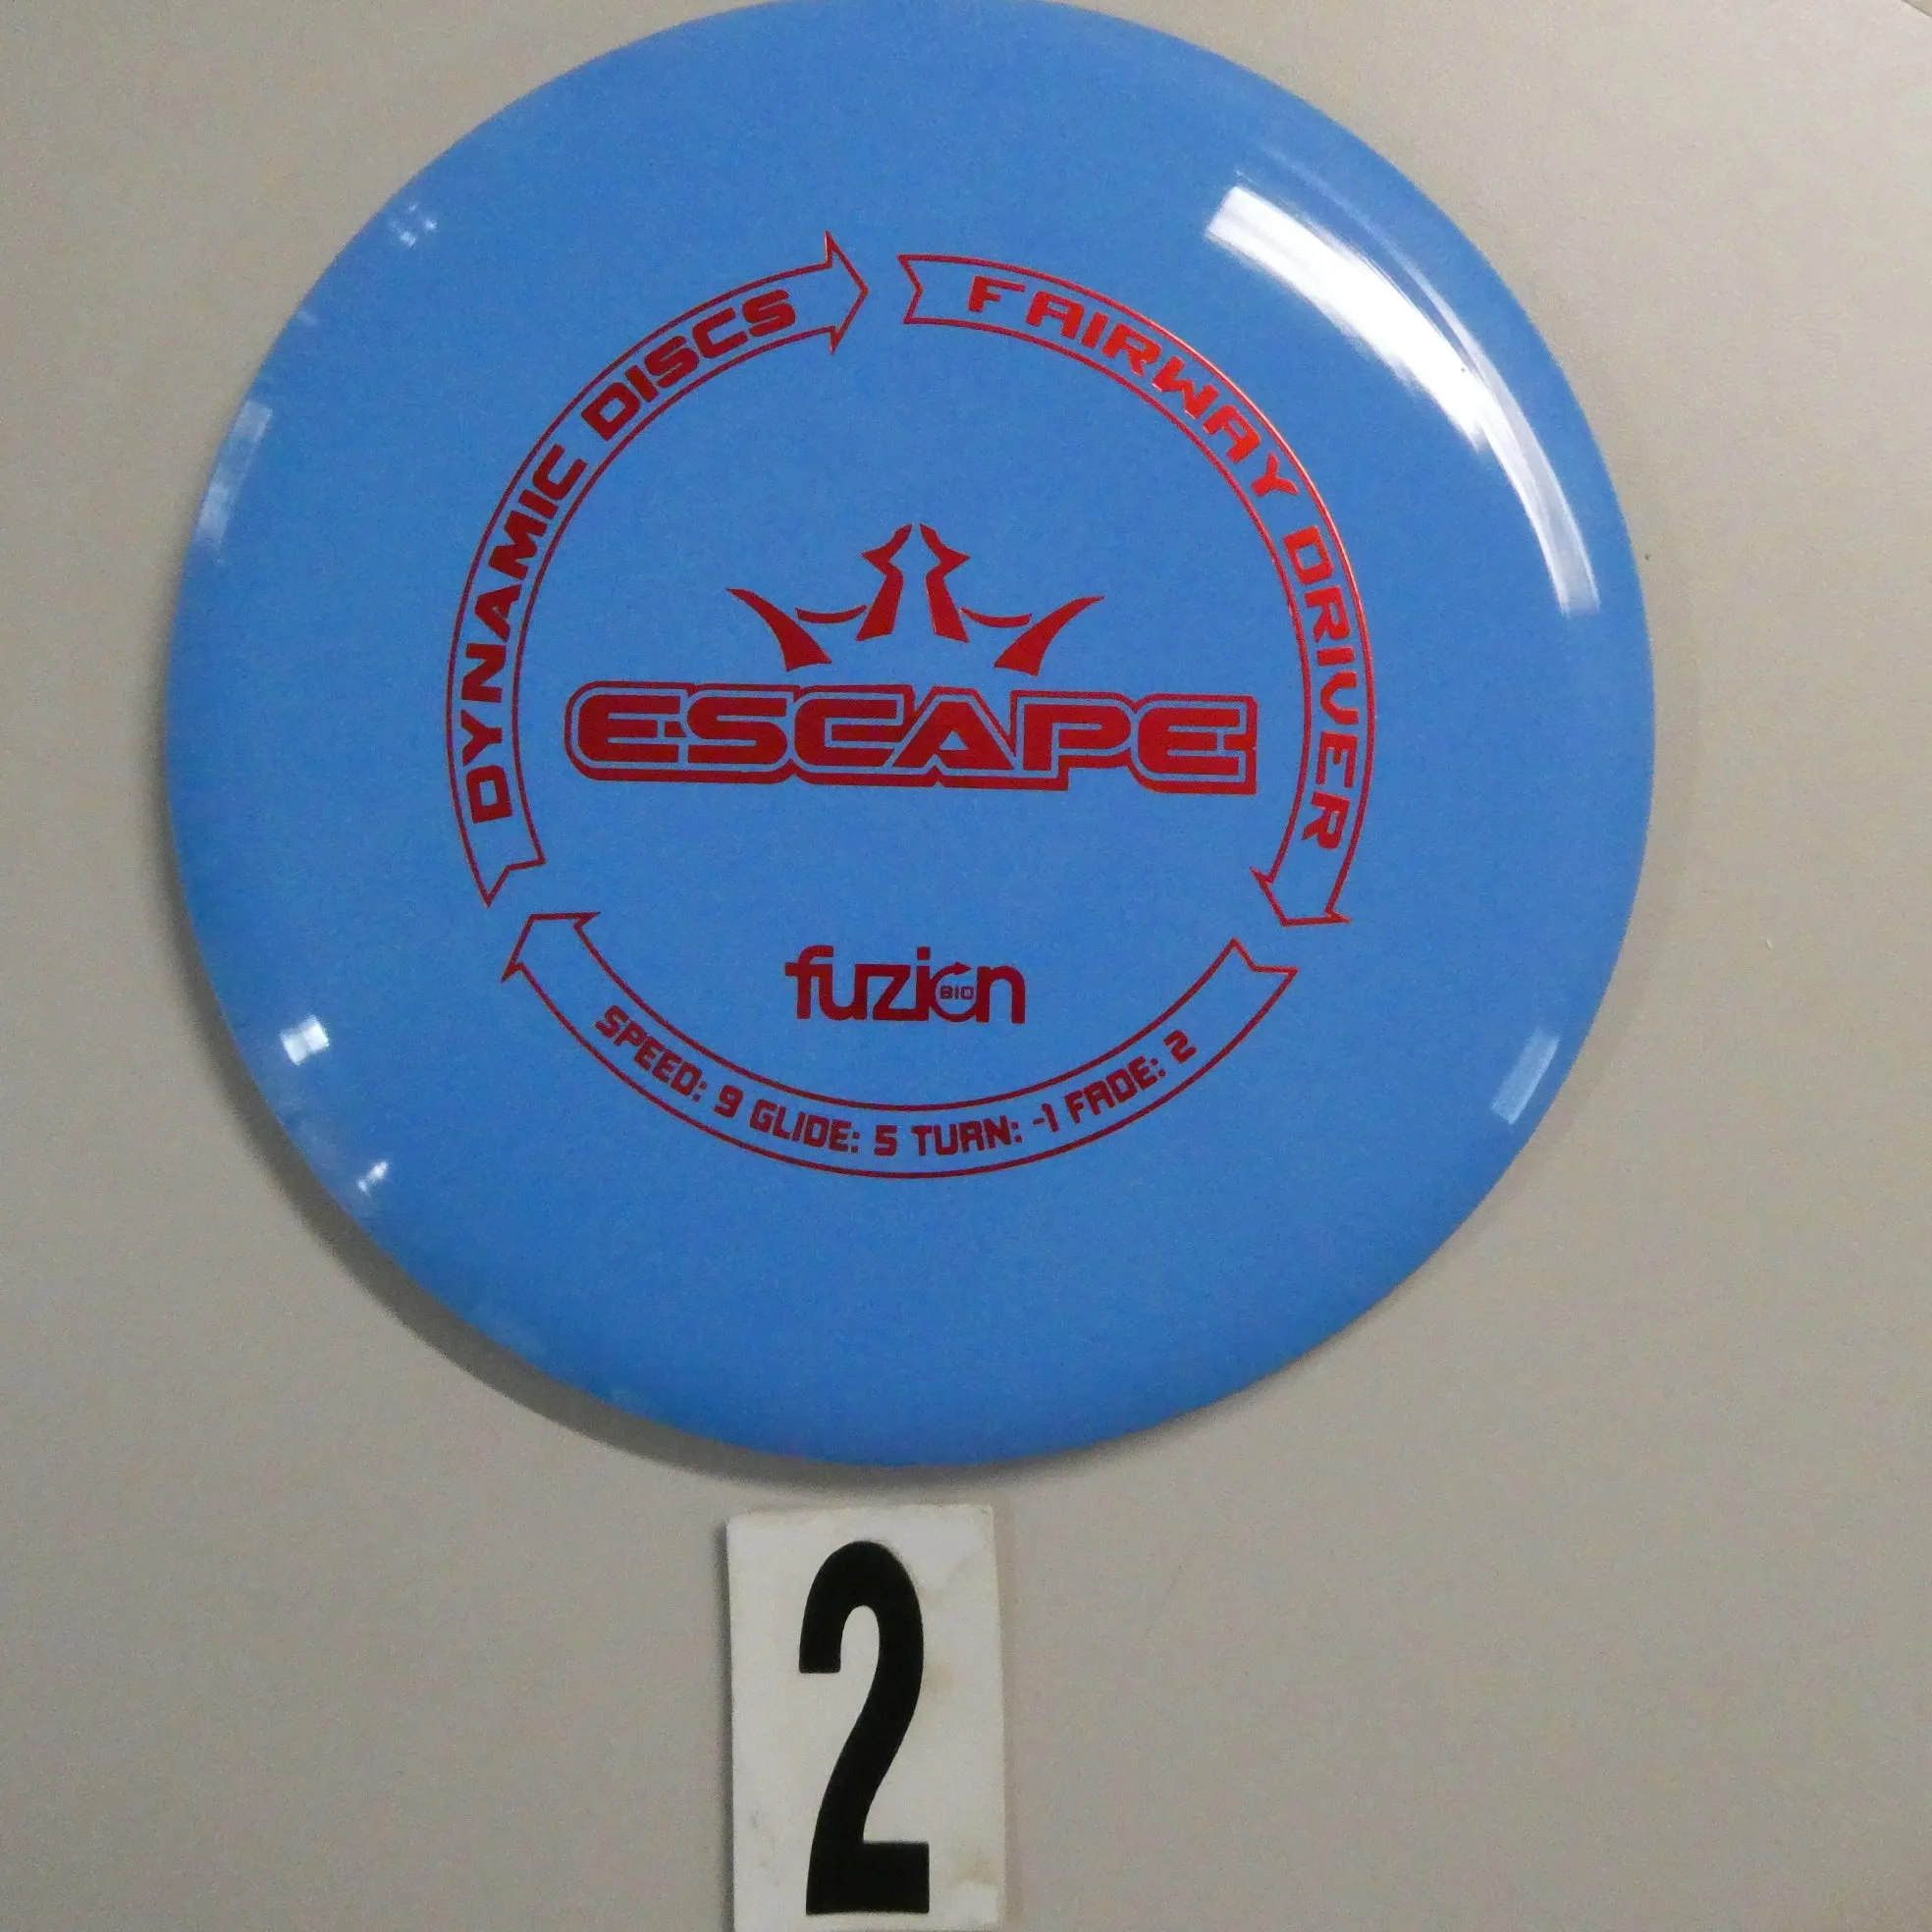 DYNAMIC DISCS
FAIRWAY DRIVER
ESCAPE
fuzion
BIO
SPEED: 9 GLIDE: 5 TURN: -1 FADE: 2
2